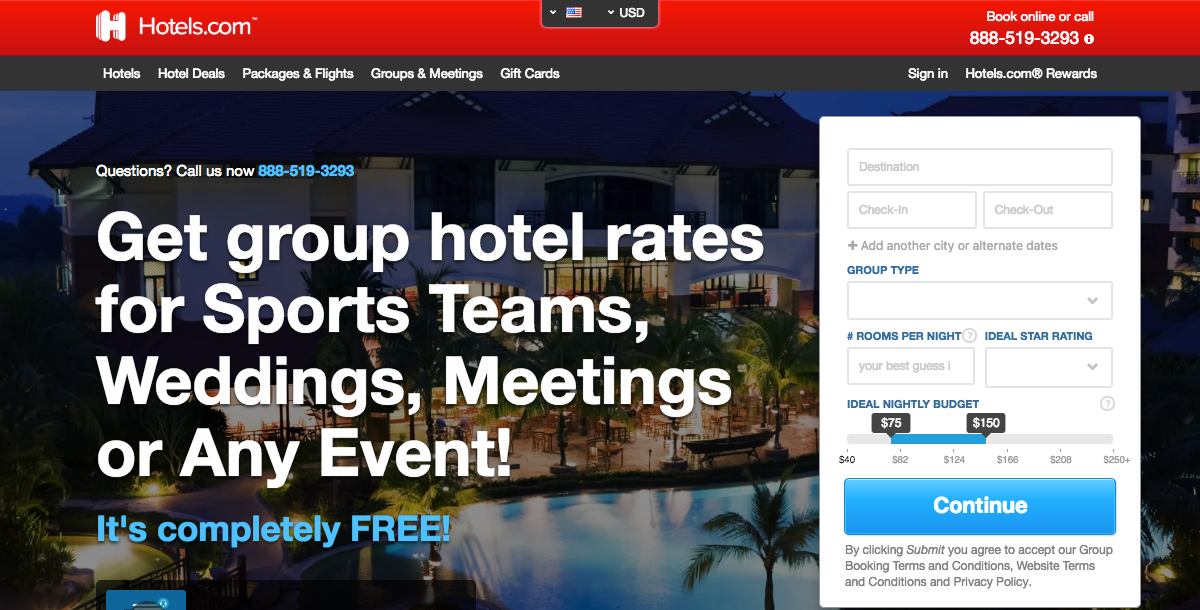 Hotels.com™
USD
Book online or call
888-519-3293
Hotels Hotel Deals Packages & Flights Groups & Meetings Gift Cards Sign in Hotels.com® Rewards
Questions? Call us now 888-519-3293
Get group hotel rates
for Sports Teams,
Weddings, Meetings
or Any Event!
It's completely FREE!
Destination
Check-In Check-Out
+ Add another city or alternate dates
GROUP TYPE
# ROOMS PER NIGHT ? IDEAL STAR RATING
your best guess i
IDEAL NIGHTLY BUDGET ?
$75 $150
$40 $82 $124 $166 $208 $250+
Continue
By clicking Submit you agree to accept our Group
Booking Terms and Conditions, Website Terms
and Conditions and Privacy Policy.